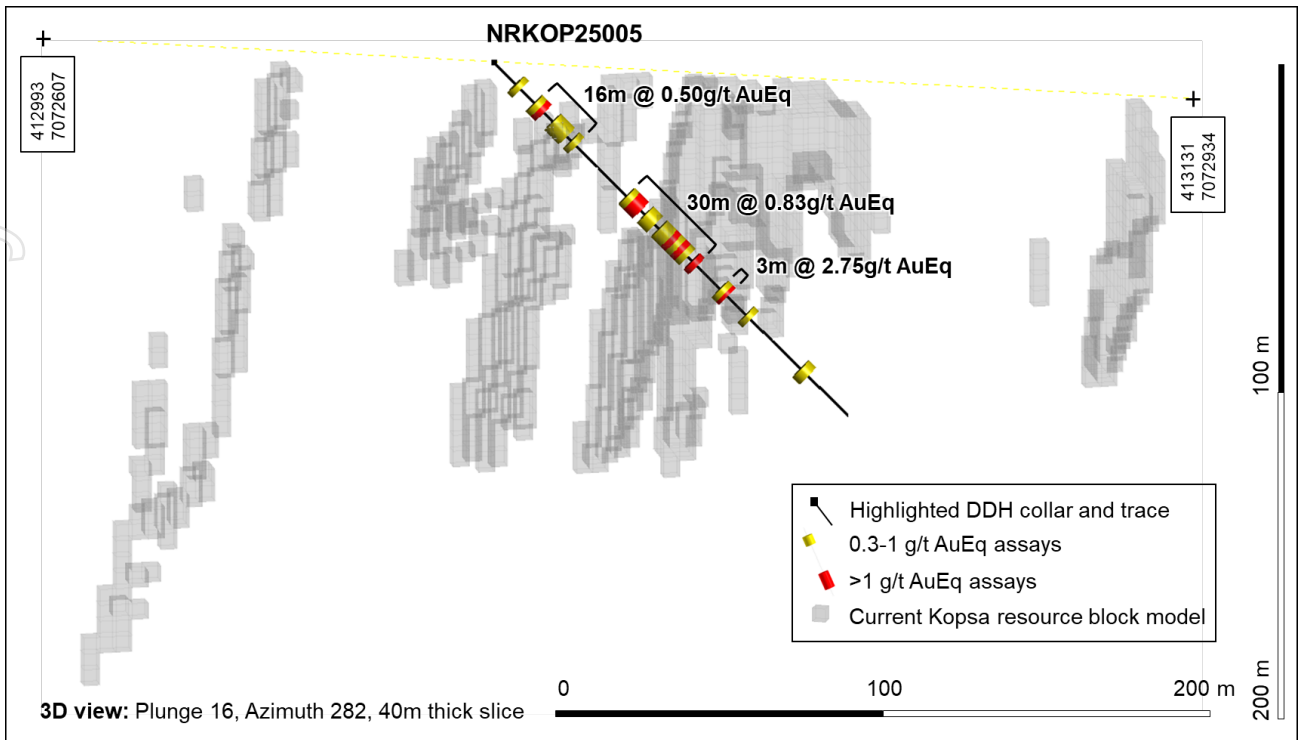 NRKOP25005
412993
7072607
16m @ 0.50g/t AuEq
413131
7072934
30m @ 0.83g/t AuEq
3m @ 2.75g/t AuEq
100 m
Highlighted DDH collar and trace
0.3-1 g/t AuEq assays
>1 g/t AuEq assays
Current Kopsa resource block model
0
100
200 m
200 m
3D view: Plunge 16, Azimuth 282, 40m thick slice